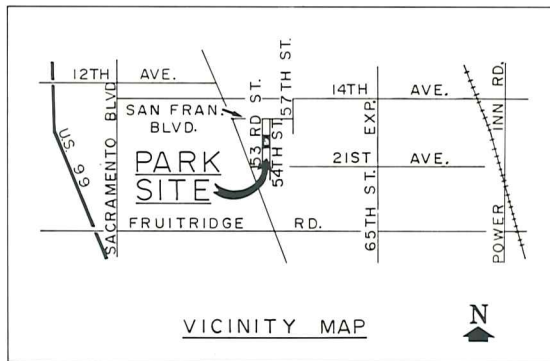 12TH AVE.
14TH AVE.
SAN FRAN. BLVD.
SACRAMENTO BLVD
53 RD ST.
54TH ST.
57TH ST.
65TH ST. EXP.
POWER INN RD.
U.S. 99
PARK SITE
21ST AVE.
FRUITRIDGE RD.
VICINITY MAP
N